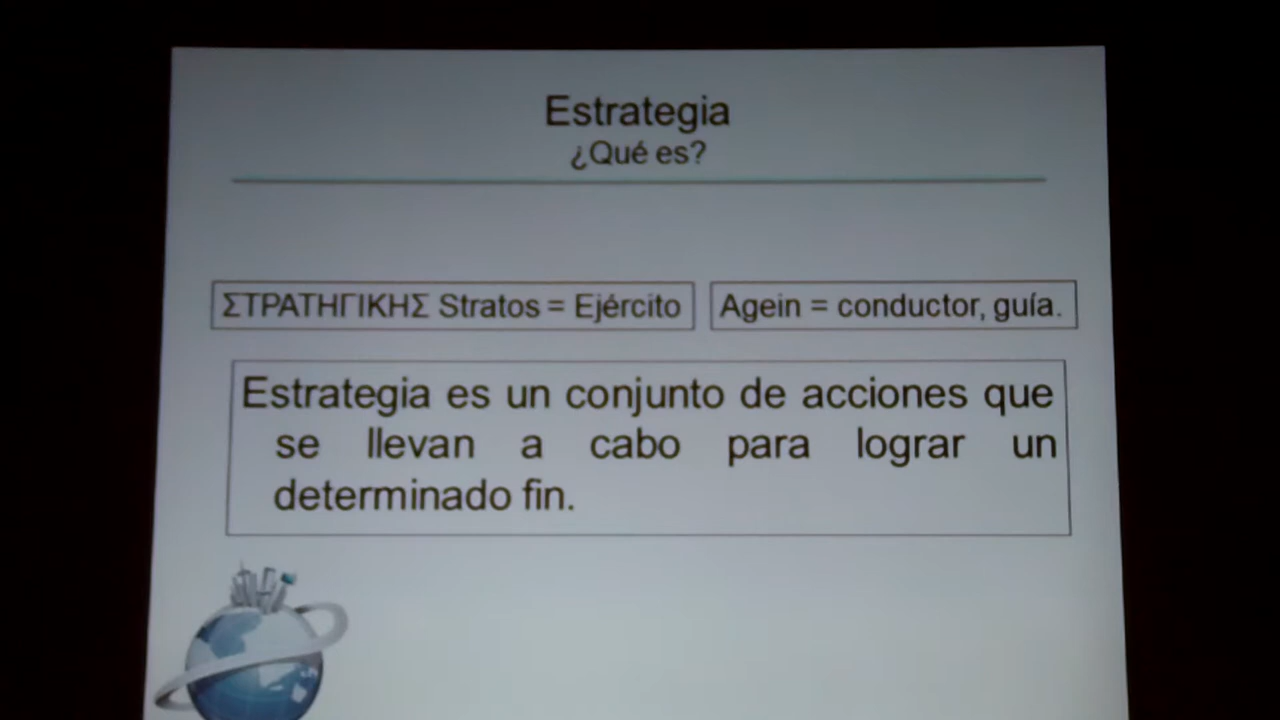 Estrategia
¿Qué es?
ΣΤΡΑΤΗΓΙΚΗΣ Stratos = Ejército
Agein = conductor, guía.
Estrategia es un conjunto de acciones que
se llevan a cabo para lograr un
determinado fin.